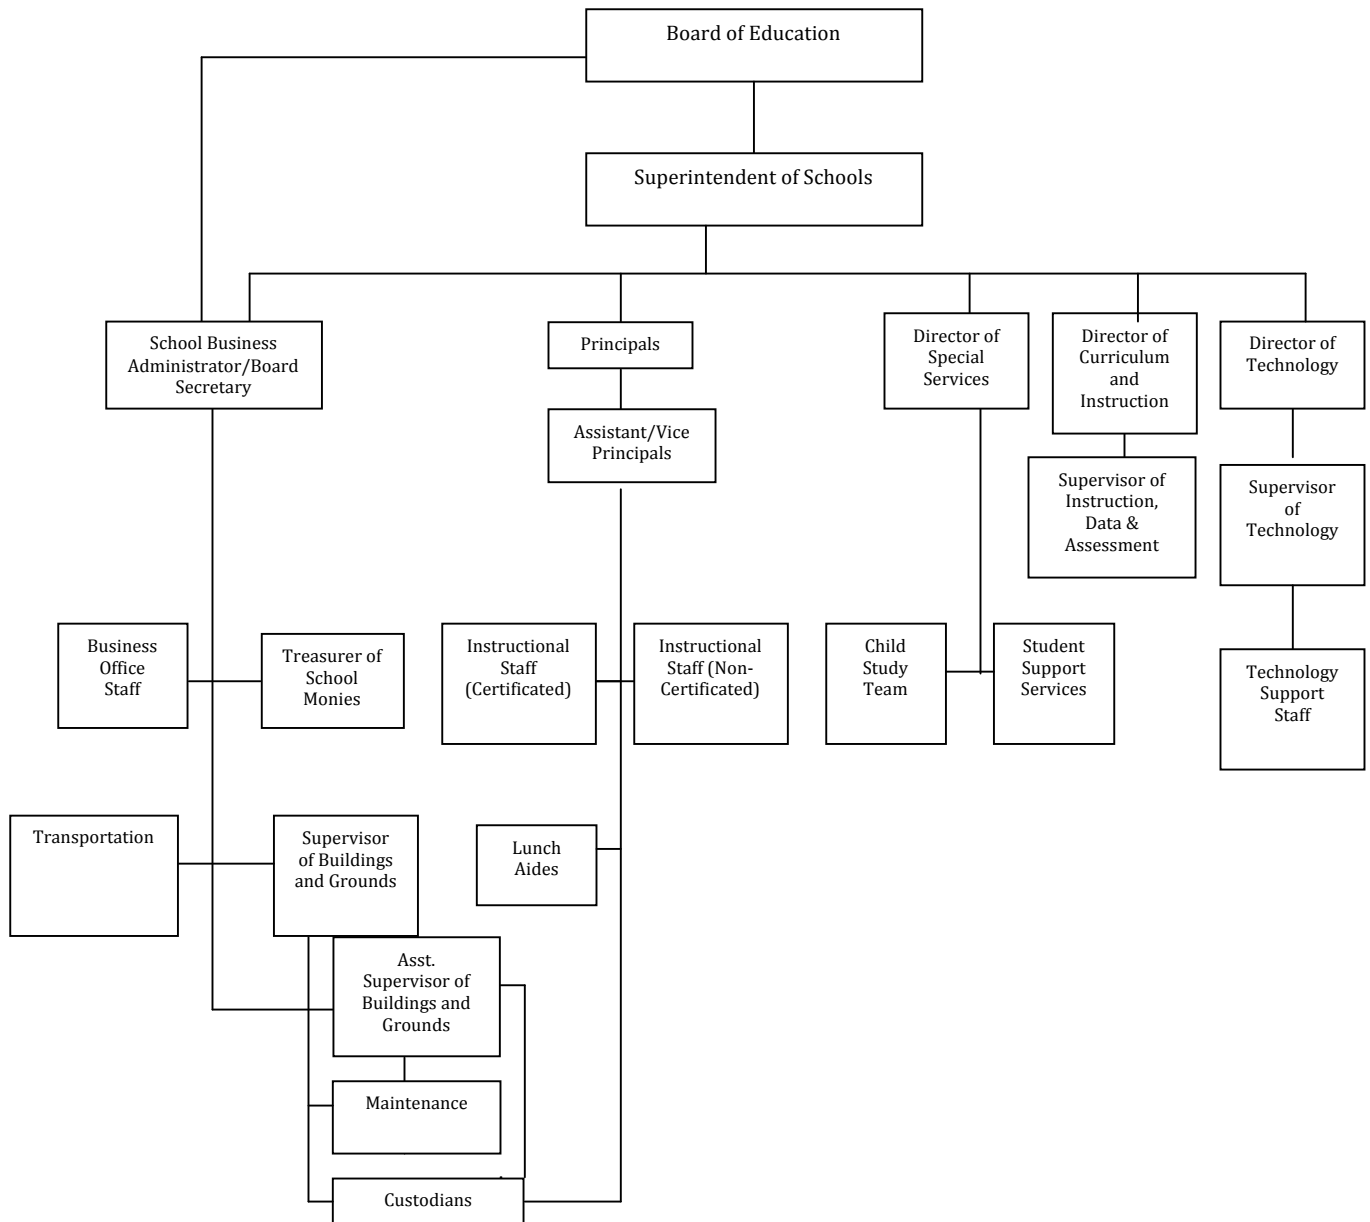 Board of Education
Superintendent of Schools
School Business
Administrator/Board
Secretary
Principals
Director of
Special
Services
Director of
Curriculum
and
Instruction
Director of
Technology
Assistant/Vice
Principals
Supervisor of
Instruction,
Data &
Assessment
Supervisor
of
Technology
Business
Office
Staff
Treasurer of
School
Monies
Instructional
Staff
(Certificated)
Instructional
Staff (Non-
Certificated)
Child
Study
Team
Student
Support
Services
Technology
Support
Staff
Transportation
Supervisor
of Buildings
and Grounds
Lunch
Aides
Asst.
Supervisor of
Buildings and
Grounds
Maintenance
Custodians